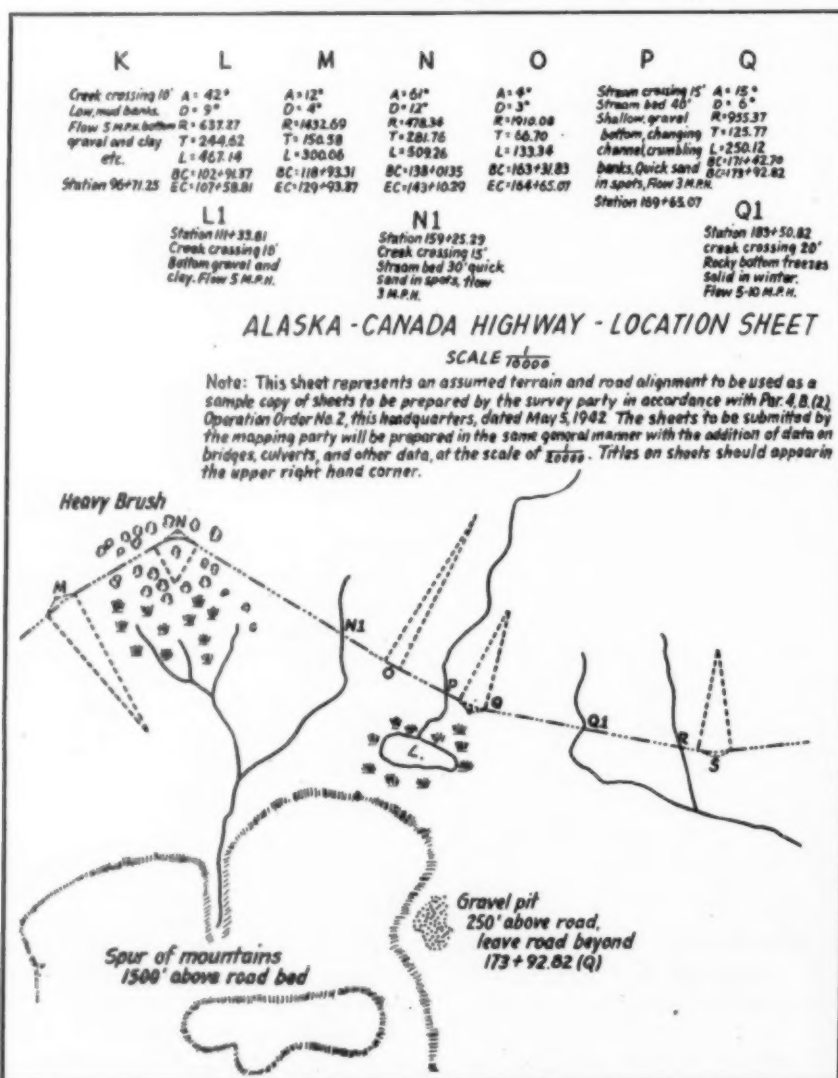 K
Creek crossing 10'
Low, mud banks.
Flow 5 M.P.H. bottom
graval and clay
etc.
Station 96+71.25
L
A = 42°
D = 9°
R = 637.27
T = 244.62
L = 467.14
BC = 102+91.37
EC = 107+58.81
M
A = 12°
D = 4°
R = 1432.69
T = 150.58
L = 300.06
BC = 118+93.31
EC = 129+93.87
N
A = 61°
D = 12°
R = 478.34
T = 281.76
L = 509.26
BC = 138+01.35
EC = 143+10.29
O
A = 4°
D = 3°
R = 1910.08
T = 66.70
L = 133.34
BC = 163+31.83
EC = 164+65.07
P
Stream crossing 15'
Stream bed 40'
Shallow, gravel
bottom, changing
channel, crumbling
banks, Quick sand
in spots, Flow 3 M.P.H.
Station 169+65.07
Q
A = 15°
D = 6°
R = 955.37
T = 125.77
L = 250.12
BC = 171+42.70
BC = 173+92.82
L1
Station 111+33.81
Creek crossing 10'
Bottom gravel and
clay. Flow 5 M.P.H.
N1
Station 159+25.29
Creek crossing 15'
Stream bed 30' quick
sand in spots, flow
3 M.P.H.
Q1
Station 183+50.82
creek crossing 20'
Rocky bottom freezes
solid in winter.
Flow 5-10 M.P.H.
ALASKA - CANADA HIGHWAY - LOCATION SHEET
SCALE 1/10000
Note: This sheet represents an assumed terrain and road alignment to be used as a
sample copy of sheets to be prepared by the survey party in accordance with Par. 4, B, (2)
Operation Order No. 2, this headquarters, dated May 5, 1942 The sheets to be submitted by
the mapping party will be prepared in the same general manner with the addition of data on
bridges, culverts, and other data, at the scale of 1/20000. Titles on sheets should appear in
the upper right hand corner.
Heavy Brush
N
M
N1
O
P
Q
Q1
R
S
L.
Gravel pit
250' above road,
leave road beyond
173+92.82 (Q)
Spur of mountains
1500' above road bed